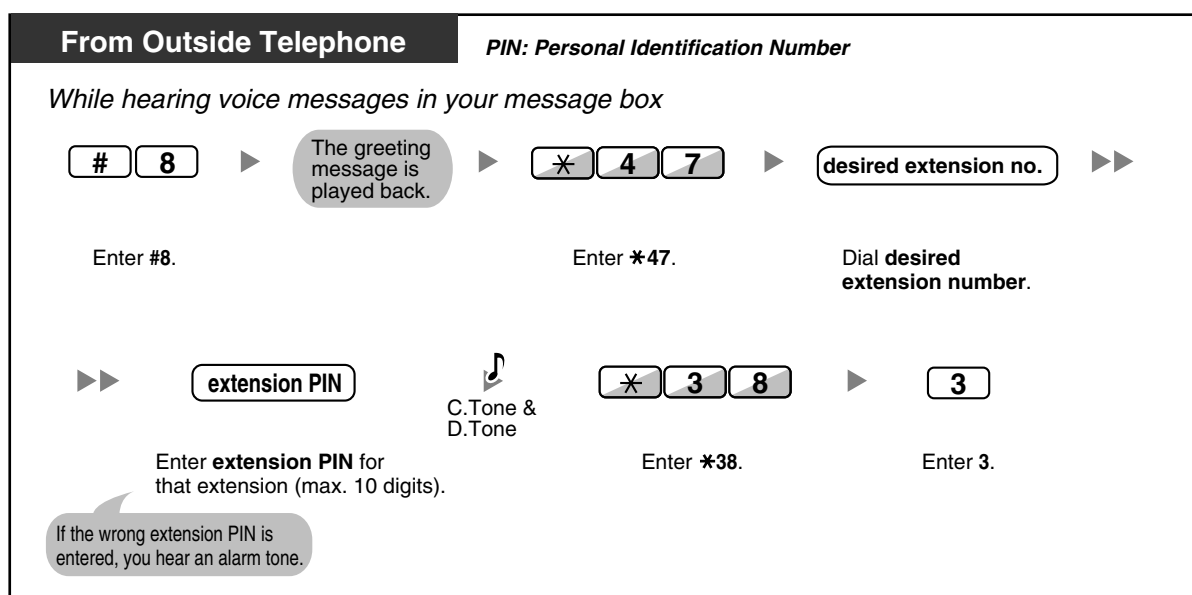 From Outside Telephone
PIN: Personal Identification Number
While hearing voice messages in your message box
# 8
The greeting
message is
played back.
* 4 7
desired extension no.
Enter #8.
Enter *47.
Dial desired
extension number.
extension PIN
C.Tone &
D.Tone
* 3 8
3
Enter extension PIN for
that extension (max. 10 digits).
Enter *38.
Enter 3.
If the wrong extension PIN is
entered, you hear an alarm tone.